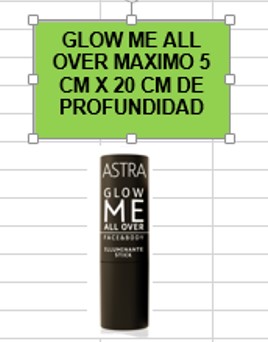 GLOW ME ALL
OVER MAXIMO 5
CM X 20 CM DE
PROFUNDIDAD
ASTRA
GLOW
ME
ALL OVER
FACE&BODY
ILLUMINANTE
STICK